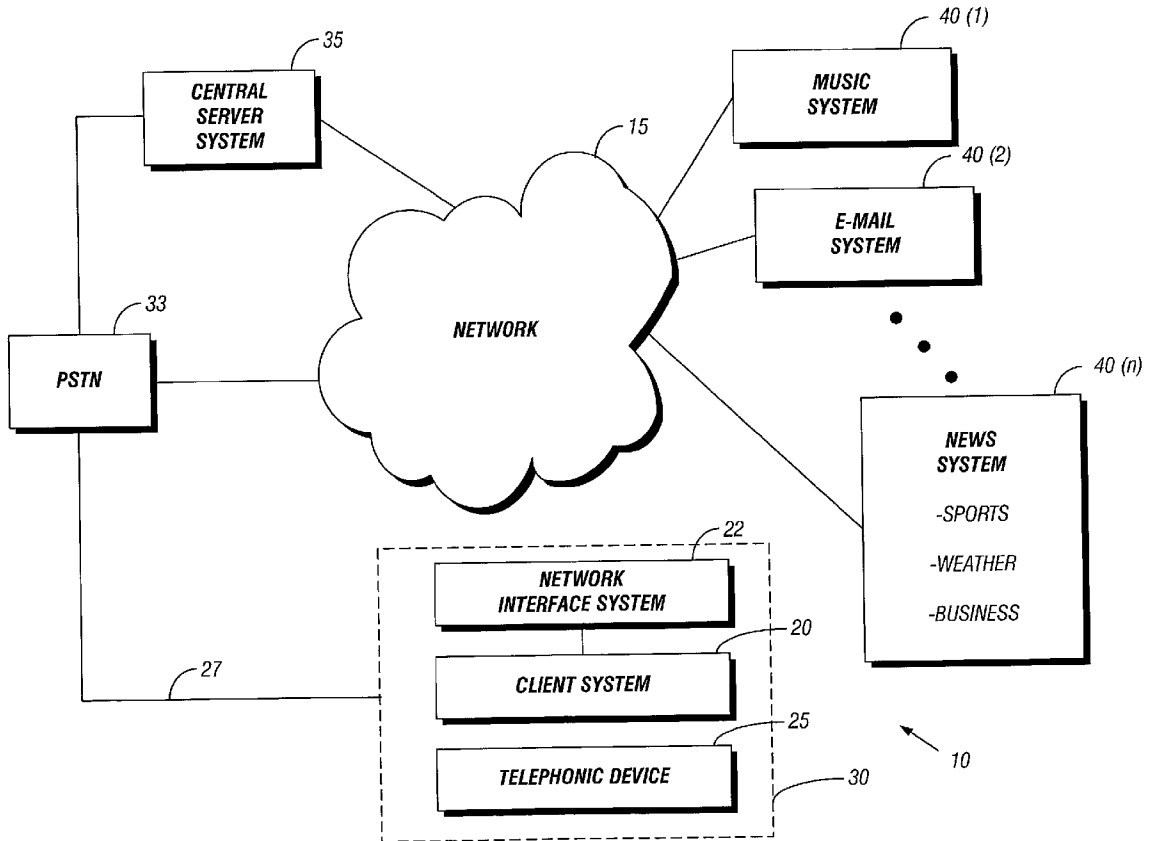 35
CENTRAL
SERVER
SYSTEM
40 (1)
MUSIC
SYSTEM
15
40 (2)
E-MAIL
SYSTEM
33
PSTN
NETWORK
40 (n)
NEWS
SYSTEM
-SPORTS
-WEATHER
-BUSINESS
22
NETWORK
INTERFACE SYSTEM
20
CLIENT SYSTEM
27
25
TELEPHONIC DEVICE
30
10